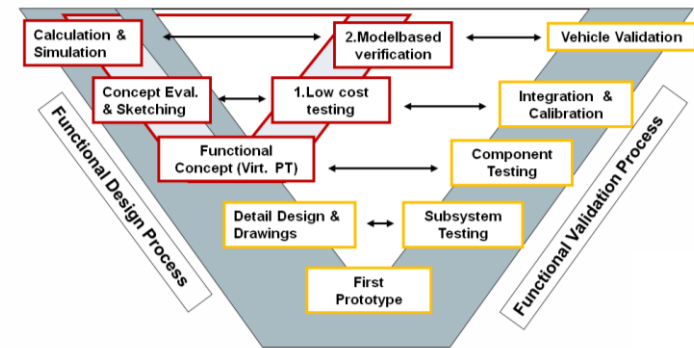 Calculation &
Simulation
2.Modelbased
verification
Vehicle Validation
Concept Eval.
& Sketching
1.Low cost
testing
Integration &
Calibration
Functional
Concept (Virt. PT)
Component
Testing
Detail Design &
Drawings
Subsystem
Testing
First
Prototype
Functional Design Process
Functional Validation Process